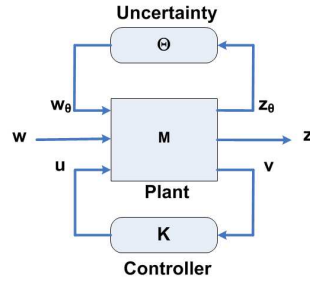 Uncertainty
Θ
w_θ z_θ
w M z
u v
Plant
K
Controller